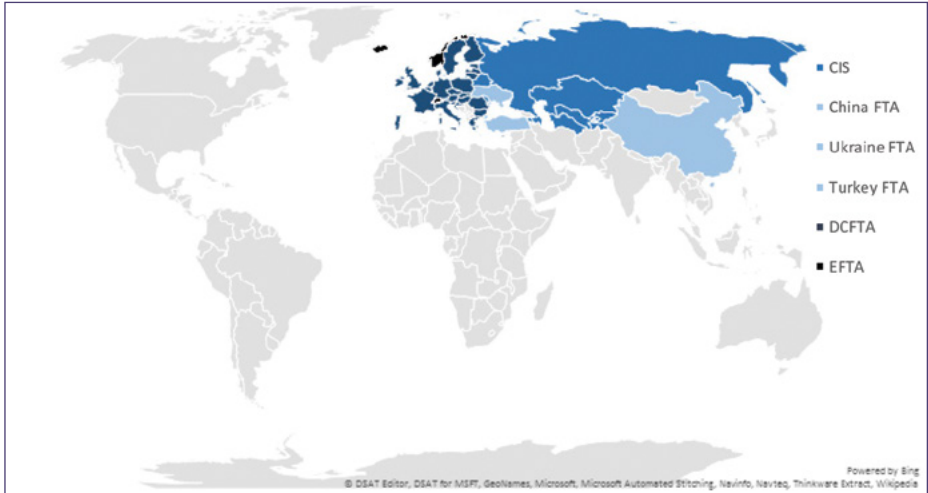 CIS
China FTA
Ukraine FTA
Turkey FTA
DCFTA
EFTA
Powered by Bing
© DSAT Editor, DSAT for MSFT, GeoNames, Microsoft, Microsoft Automated Stitching, Navinfo, Navteq, Thinkware Extract, Wikipedia